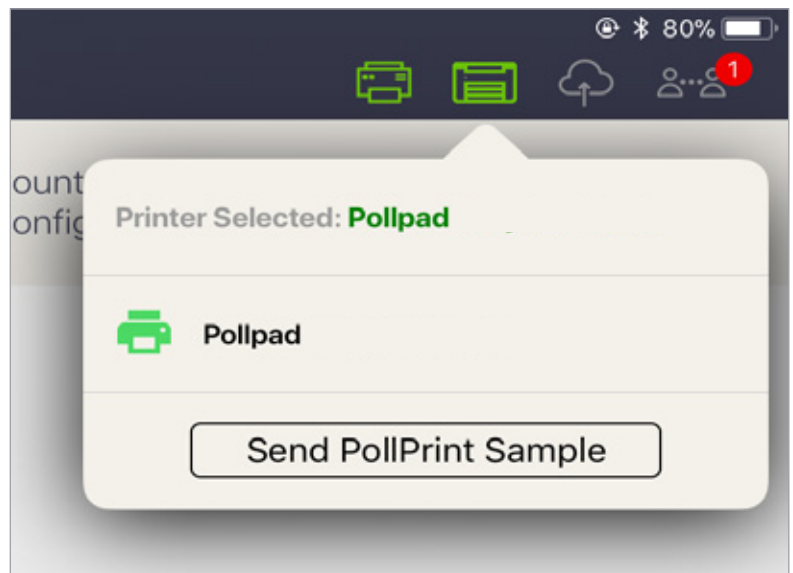 80%
1
ount
onfig
Printer Selected: Pollpad
Pollpad
Send PollPrint Sample